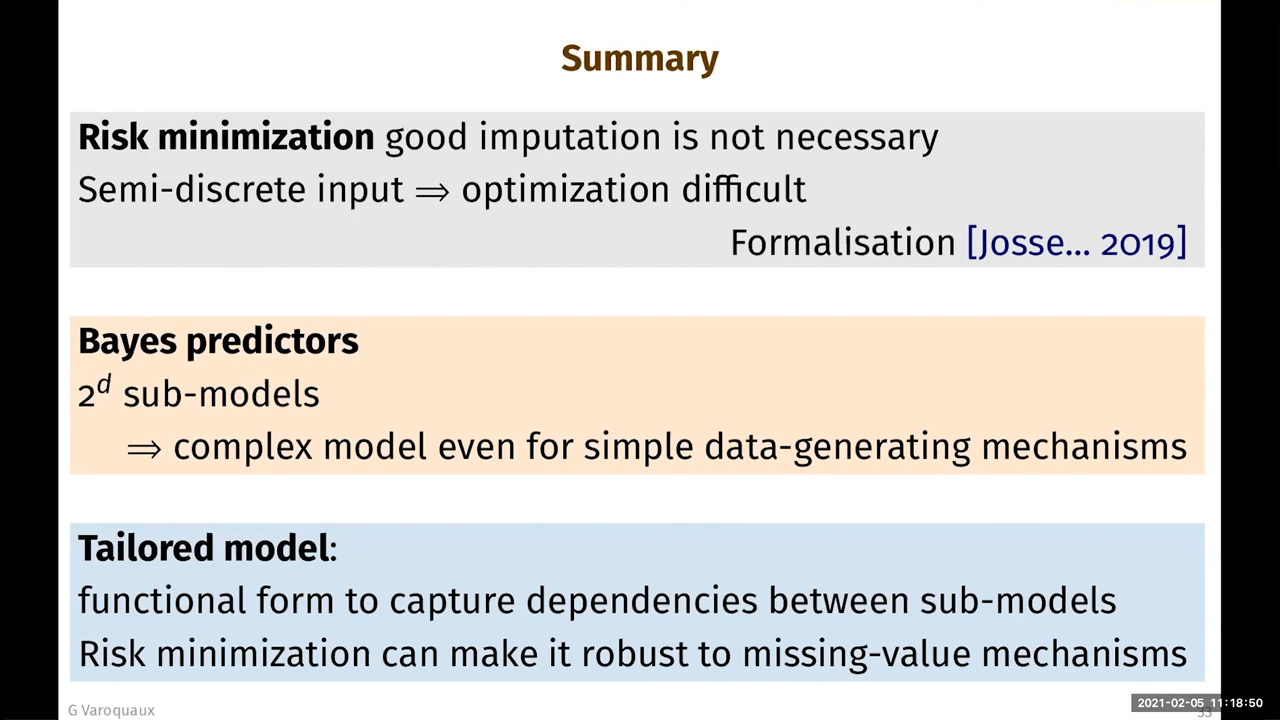 Summary
Risk minimization good imputation is not necessary
Semi-discrete input ⇒ optimization difficult
Formalisation [Josse... 2019]
Bayes predictors
2^d sub-models
⇒ complex model even for simple data-generating mechanisms
Tailored model:
functional form to capture dependencies between sub-models
Risk minimization can make it robust to missing-value mechanisms
G Varoquaux
2021-02-05 11:18:50
33